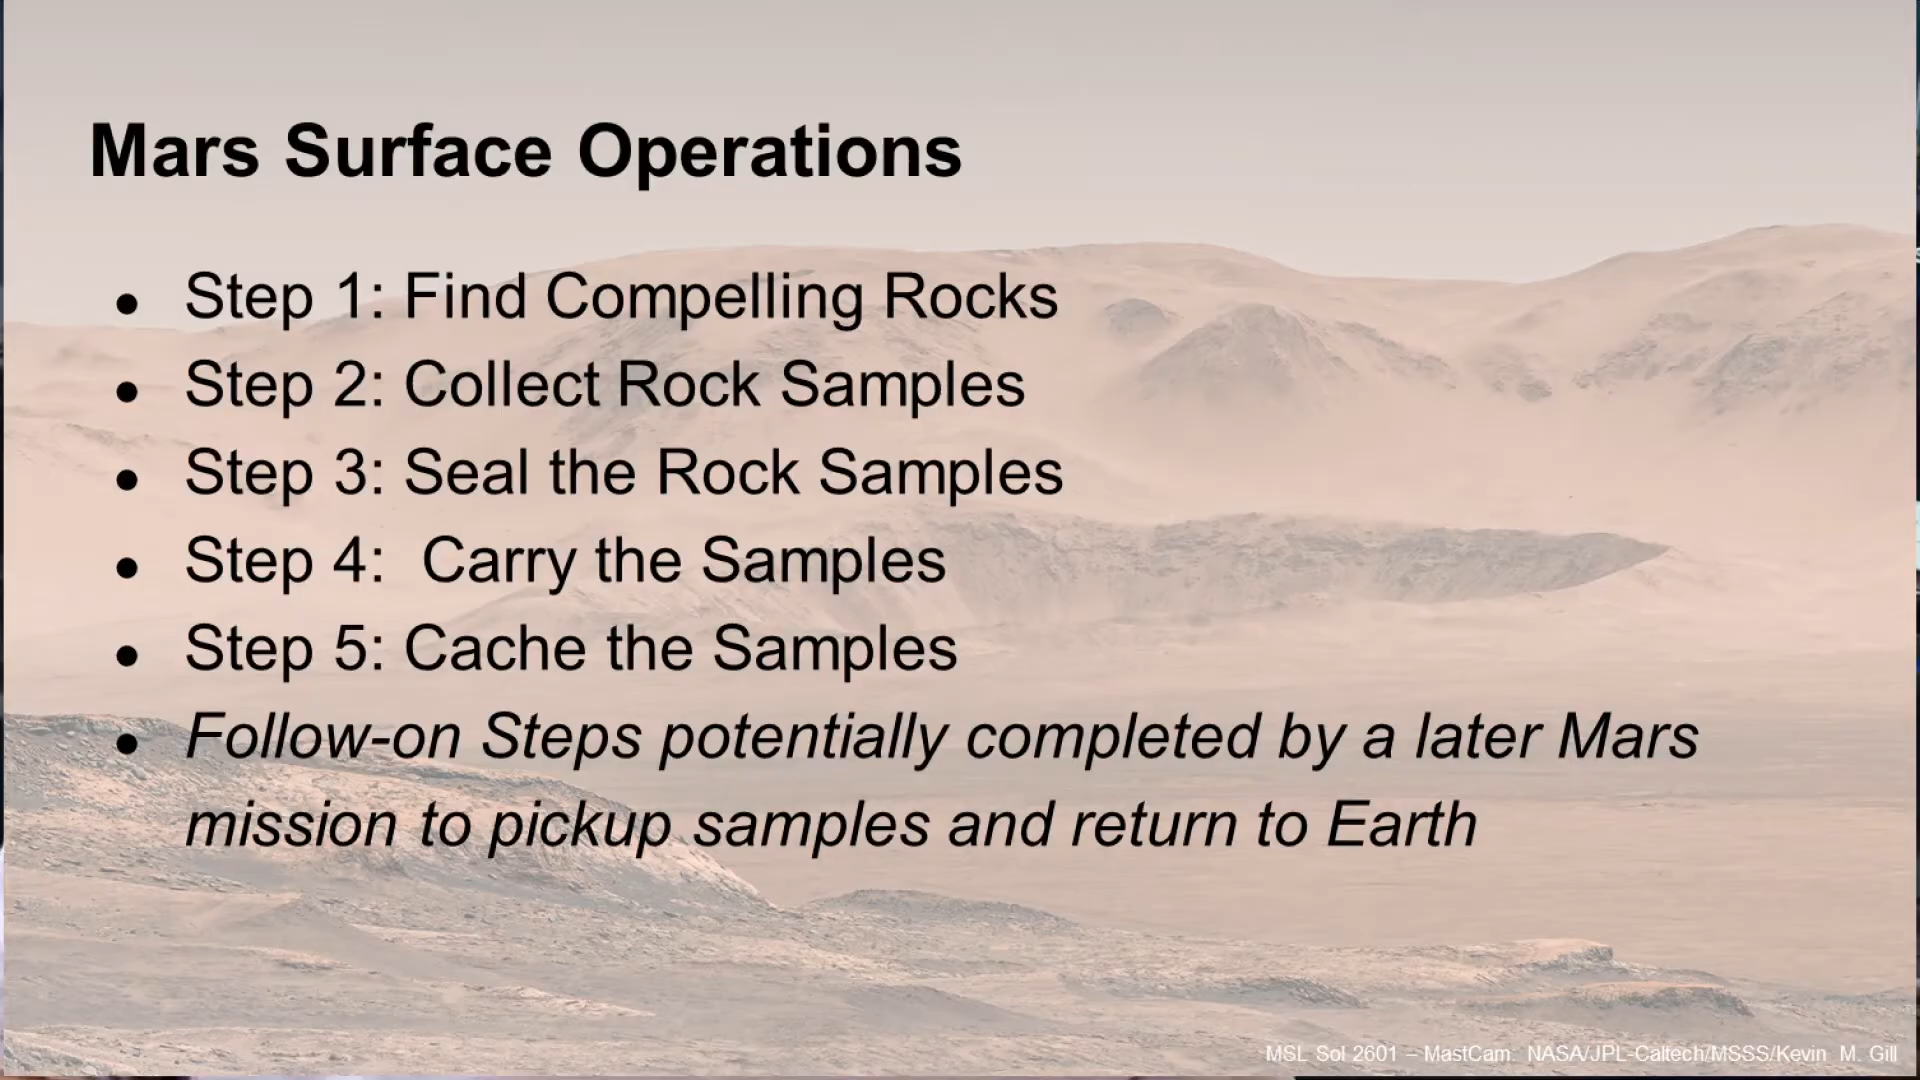 Mars Surface Operations
● Step 1: Find Compelling Rocks
● Step 2: Collect Rock Samples
● Step 3: Seal the Rock Samples
● Step 4:  Carry the Samples
● Step 5: Cache the Samples
● Follow-on Steps potentially completed by a later Mars
mission to pickup samples and return to Earth
MSL Sol 2601 – MastCam: NASA/JPL-Caltech/MSSS/Kevin M. Gill